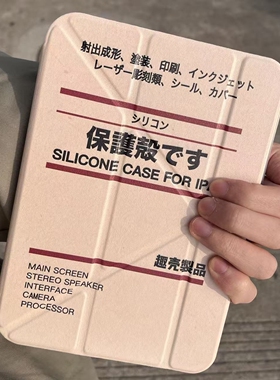 射出成形、塗装、印刷、インクジェット
レーザー彫刻類、シール、カバー
シリコン
保護殻です
SILICONE CASE FOR IP
趣壳製品
MAIN SCREEN
STEREO SPEAKER
INTERFACE
CAMERA
PROCESSOR